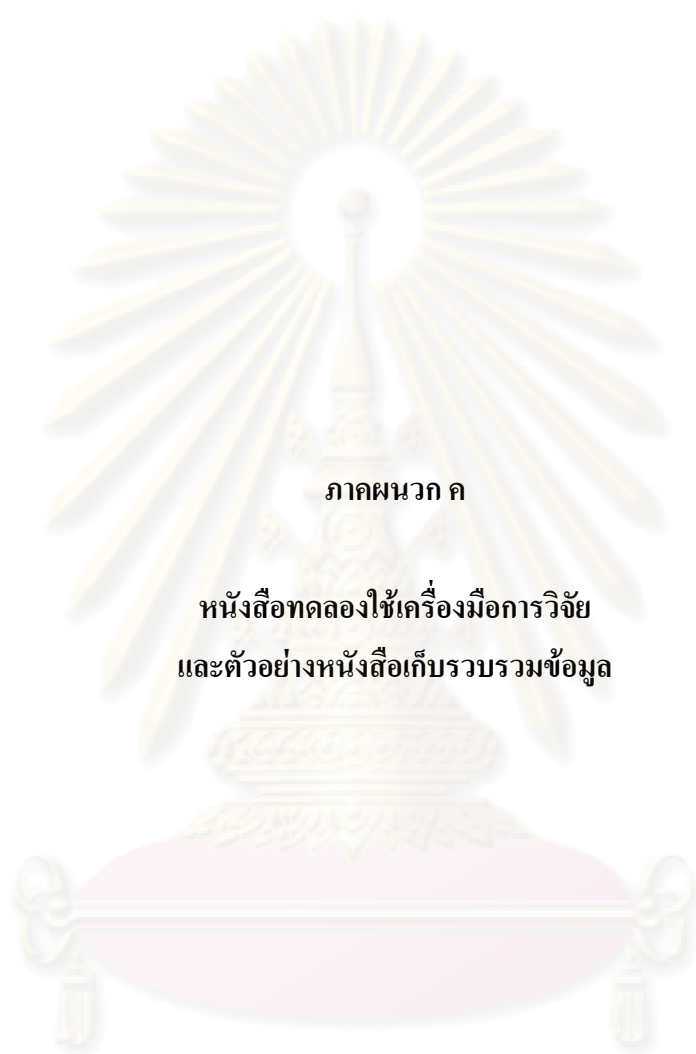 ภาคผนวก ค
หนังสือทดลองใช้เครื่องมือการวิจัย
และตัวอย่างหนังสือเก็บรวบรวมข้อมูล